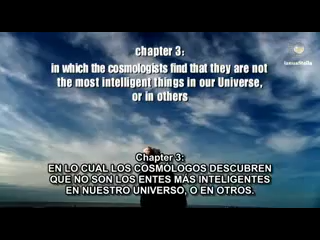 chapter 3:
in which the cosmologists find that they are not
the most intelligent things in our Universe,
or in others
Chapter 3:
EN LO CUAL LOS COSMÓLOGOS DESCUBREN
QUE NO SON LOS ENTES MÁS INTELIGENTES
EN NUESTRO UNIVERSO, O EN OTROS.